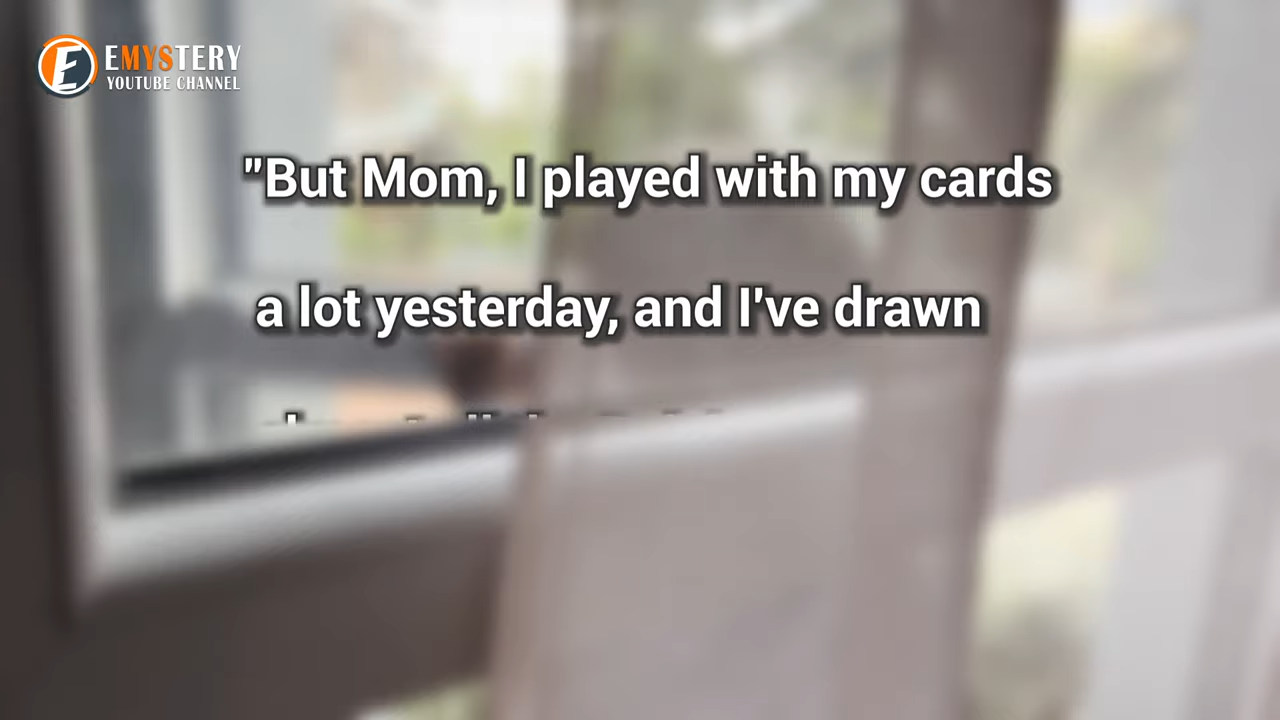 EMYSTERY
YOUTUBE CHANNEL
"But Mom, I played with my cards
a lot yesterday, and I've drawn